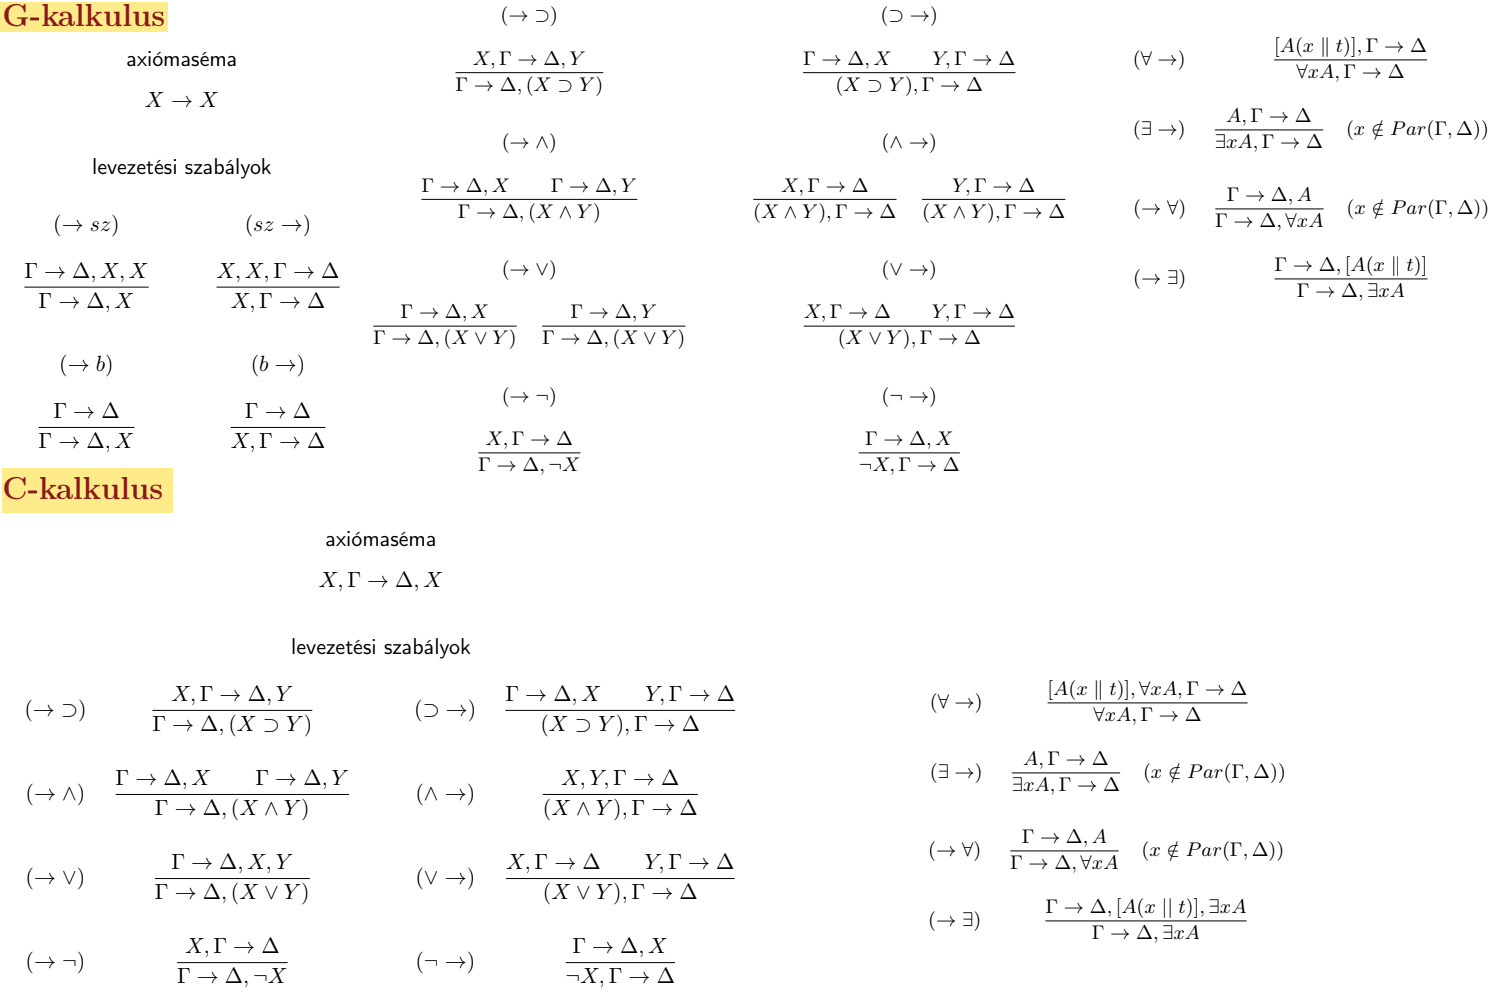 G-kalkulus
axiómaséma
X → X
levezetési szabályok
(→ sz) (sz →)
Γ → Δ, X, X
Γ → Δ, X
X, X, Γ → Δ
X, Γ → Δ
(→ b) (b →)
Γ → Δ
Γ → Δ, X
Γ → Δ
X, Γ → Δ
(→ ⊃) (⊃ →)
X, Γ → Δ, Y
Γ → Δ, (X ⊃ Y)
Γ → Δ, X Y, Γ → Δ
(X ⊃ Y), Γ → Δ
(→ ∧) (∧ →)
Γ → Δ, X Γ → Δ, Y
Γ → Δ, (X ∧ Y)
X, Γ → Δ
(X ∧ Y), Γ → Δ
Y, Γ → Δ
(X ∧ Y), Γ → Δ
(→ ∨) (∨ →)
Γ → Δ, X
Γ → Δ, (X ∨ Y)
Γ → Δ, Y
Γ → Δ, (X ∨ Y)
X, Γ → Δ Y, Γ → Δ
(X ∨ Y), Γ → Δ
(→ ¬) (¬ →)
X, Γ → Δ
Γ → Δ, ¬X
Γ → Δ, X
¬X, Γ → Δ
(∀ →)
[A(x ∥ t)], Γ → Δ
∀xA, Γ → Δ
(∃ →)
A, Γ → Δ
∃xA, Γ → Δ
(x ∉ Par(Γ, Δ))
(→ ∀)
Γ → Δ, A
Γ → Δ, ∀xA
(x ∉ Par(Γ, Δ))
(→ ∃)
Γ → Δ, [A(x ∥ t)]
Γ → Δ, ∃xA
C-kalkulus
axiómaséma
X, Γ → Δ, X
levezetési szabályok
(→ ⊃)
X, Γ → Δ, Y
Γ → Δ, (X ⊃ Y)
(⊃ →)
Γ → Δ, X Y, Γ → Δ
(X ⊃ Y), Γ → Δ
(→ ∧)
Γ → Δ, X Γ → Δ, Y
Γ → Δ, (X ∧ Y)
(∧ →)
X, Y, Γ → Δ
(X ∧ Y), Γ → Δ
(→ ∨)
Γ → Δ, X, Y
Γ → Δ, (X ∨ Y)
(∨ →)
X, Γ → Δ Y, Γ → Δ
(X ∨ Y), Γ → Δ
(→ ¬)
X, Γ → Δ
Γ → Δ, ¬X
(¬ →)
Γ → Δ, X
¬X, Γ → Δ
(∀ →)
[A(x ∥ t)], ∀xA, Γ → Δ
∀xA, Γ → Δ
(∃ →)
A, Γ → Δ
∃xA, Γ → Δ
(x ∉ Par(Γ, Δ))
(→ ∀)
Γ → Δ, A
Γ → Δ, ∀xA
(x ∉ Par(Γ, Δ))
(→ ∃)
Γ → Δ, [A(x || t)], ∃xA
Γ → Δ, ∃xA